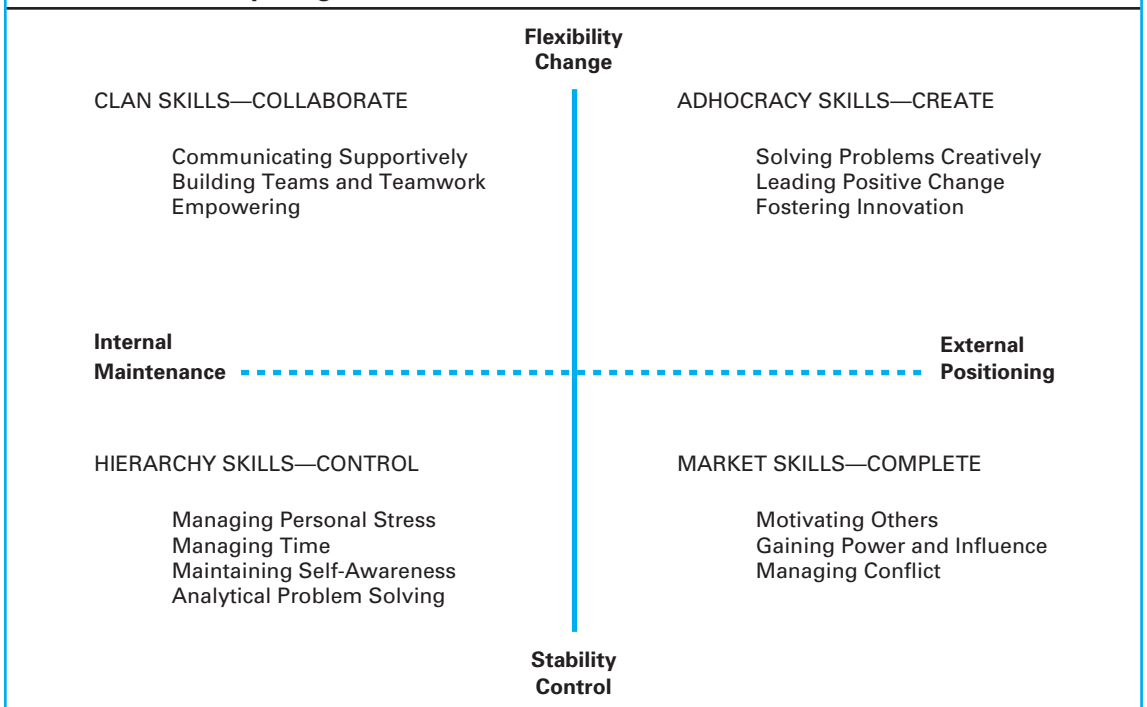 Flexibility
Change
CLAN SKILLS—COLLABORATE
Communicating Supportively
Building Teams and Teamwork
Empowering
ADHOCRACY SKILLS—CREATE
Solving Problems Creatively
Leading Positive Change
Fostering Innovation
Internal
Maintenance
External
Positioning
HIERARCHY SKILLS—CONTROL
Managing Personal Stress
Managing Time
Maintaining Self-Awareness
Analytical Problem Solving
MARKET SKILLS—COMPLETE
Motivating Others
Gaining Power and Influence
Managing Conflict
Stability
Control